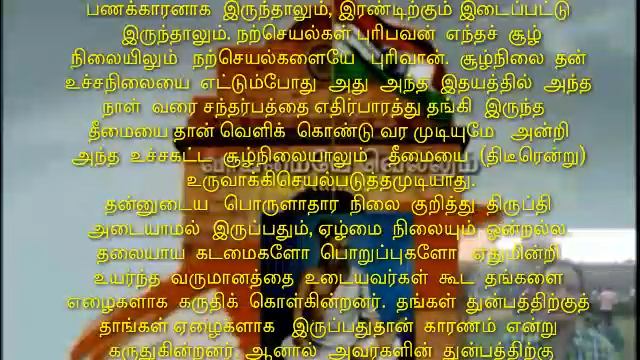 பணக்காரனாக இருந்தாலும், இரண்டிற்கும் இடைப்பட்டு
இருந்தாலும். நற்செயல்கள் புரிபவன் எந்தச் சூழ்
நிலையிலும் நற்செயல்களையே புரிவான். சூழ்நிலை தன்
உச்சநிலையை எட்டும்போது அது அந்த இதயத்தில் அந்த
நாள் வரை சந்தர்பத்தை எதிர்பாரத்து தங்கி இருந்த
தீமையை தான் வெளிக் கொண்டு வர முடியுமே அன்றி
அந்த உச்சகட்ட சூழ்நிலையாலும் தீமையை (திடீரென்று)
உருவாக்கிசெயல்படுத்தமுடியாது.
தன்னுடைய பொருளாதார நிலை குறித்து திருப்தி
அடையாமல் இருப்பதும், ஏழ்மை நிலையும் ஒன்றல்ல.
தலையாய கடமைகளோ பொறுப்புகளோ ஏதுமின்றி
உயர்ந்த வருமானத்தை உடையவர்கள் கூட தங்களை
எழைகளாக கருதிக் கொள்கின்றனர். தங்கள் துன்பத்திற்குத்
தாங்கள் ஏழைகளாக இருப்பதுதான் காரணம் என்று
கருதுகின்றனர் ஆனால் அவர்களின் துன்பத்திற்கு